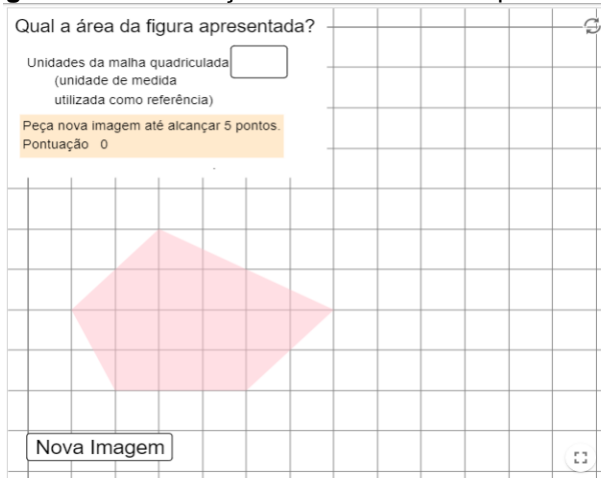 Qual a área da figura apresentada?
Unidades da malha quadriculada
(unidade de medida
utilizada como referência)
Peça nova imagem até alcançar 5 pontos.
Pontuação 0
Nova Imagem